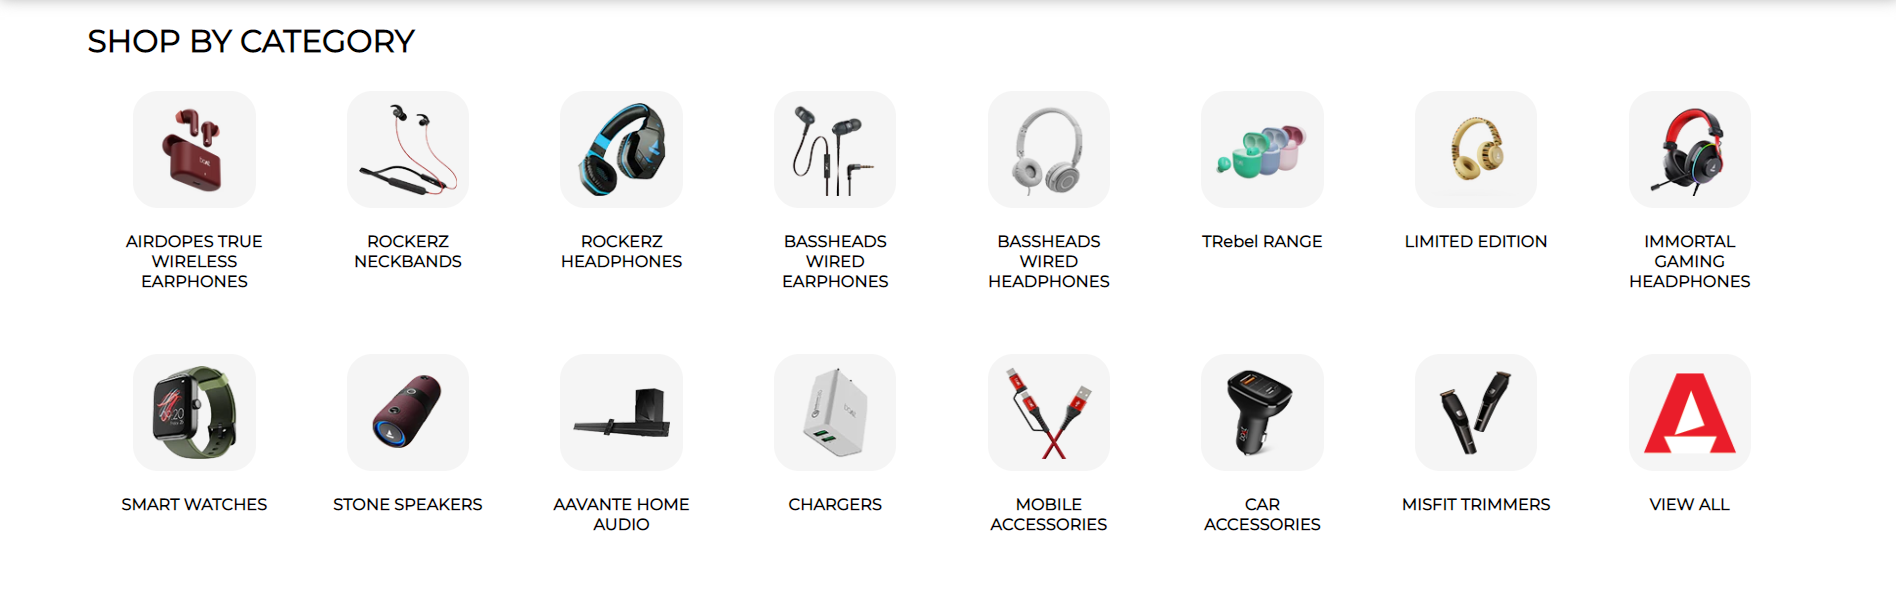 SHOP BY CATEGORY
AIRDOPES TRUE
WIRELESS
EARPHONES
ROCKERZ
NECKBANDS
ROCKERZ
HEADPHONES
BASSHEADS
WIRED
EARPHONES
BASSHEADS
WIRED
HEADPHONES
TRebel RANGE
LIMITED EDITION
IMMORTAL
GAMING
HEADPHONES
SMART WATCHES
STONE SPEAKERS
AAVANTE HOME
AUDIO
CHARGERS
MOBILE
ACCESSORIES
CAR
ACCESSORIES
MISFIT TRIMMERS
VIEW ALL